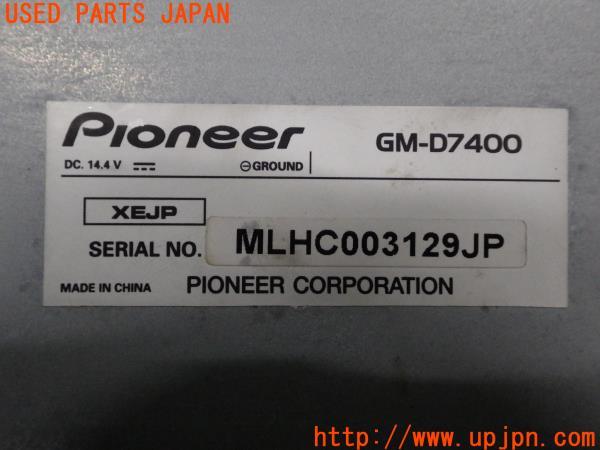 USED PARTS JAPAN
Pioneer
GM-D7400
DC. 14.4 V ⎓ ⊖GROUND
XEJP
SERIAL NO. MLHC003129JP
MADE IN CHINA PIONEER CORPORATION
UPJ
http://www.upjpn.com/